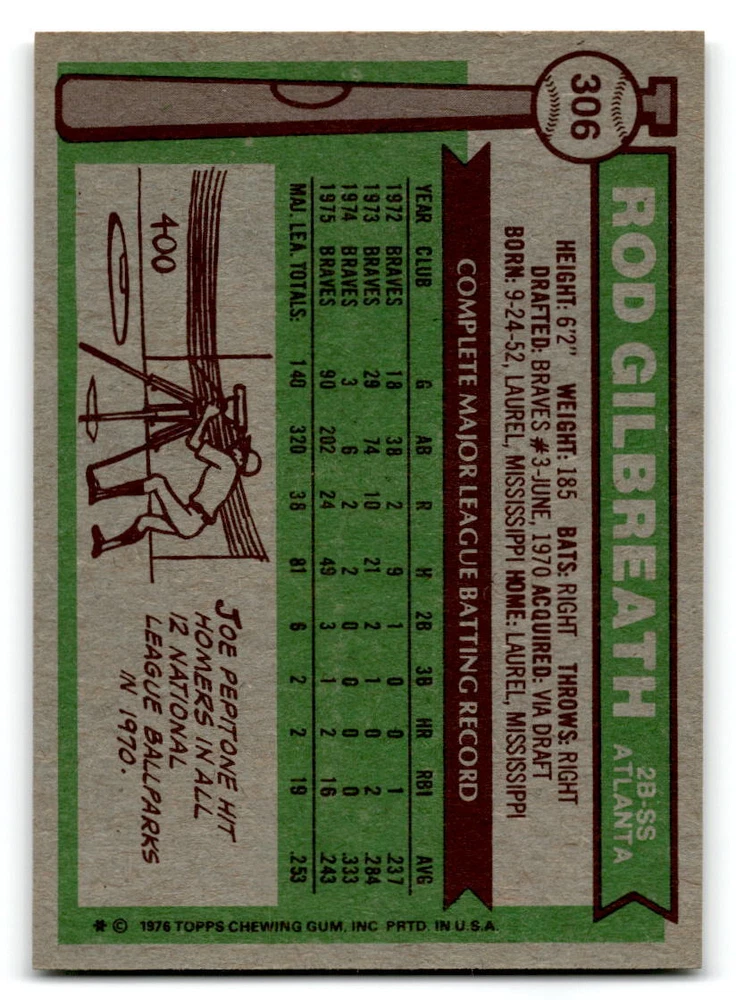 306
ROD GILBREATH
2B-SS
ATLANTA
HEIGHT: 6'2" WEIGHT: 185 BATS: RIGHT THROWS: RIGHT
DRAFTED: BRAVES #3-JUNE, 1970 ACQUIRED: VIA DRAFT
BORN: 9-24-52, LAUREL, MISSISSIPPI HOME: LAUREL, MISSISSIPPI
COMPLETE MAJOR LEAGUE BATTING RECORD
YEAR CLUB G AB R H 2B 3B HR RBI AVG
1972 BRAVES 18 38 2 9 1 0 0 1 .237
1973 BRAVES 29 74 10 21 2 1 0 2 .284
1974 BRAVES 3 6 2 2 0 0 0 0 .333
1975 BRAVES 90 202 24 49 3 1 2 16 .243
MAJ. LEA. TOTALS: 140 320 38 81 6 2 2 19 .253
400
JOE PEPITONE HIT
HOMERS IN ALL
12 NATIONAL
LEAGUE BALLPARKS
IN 1970.
* © 1976 TOPPS CHEWING GUM, INC PRTD. IN U.S.A.